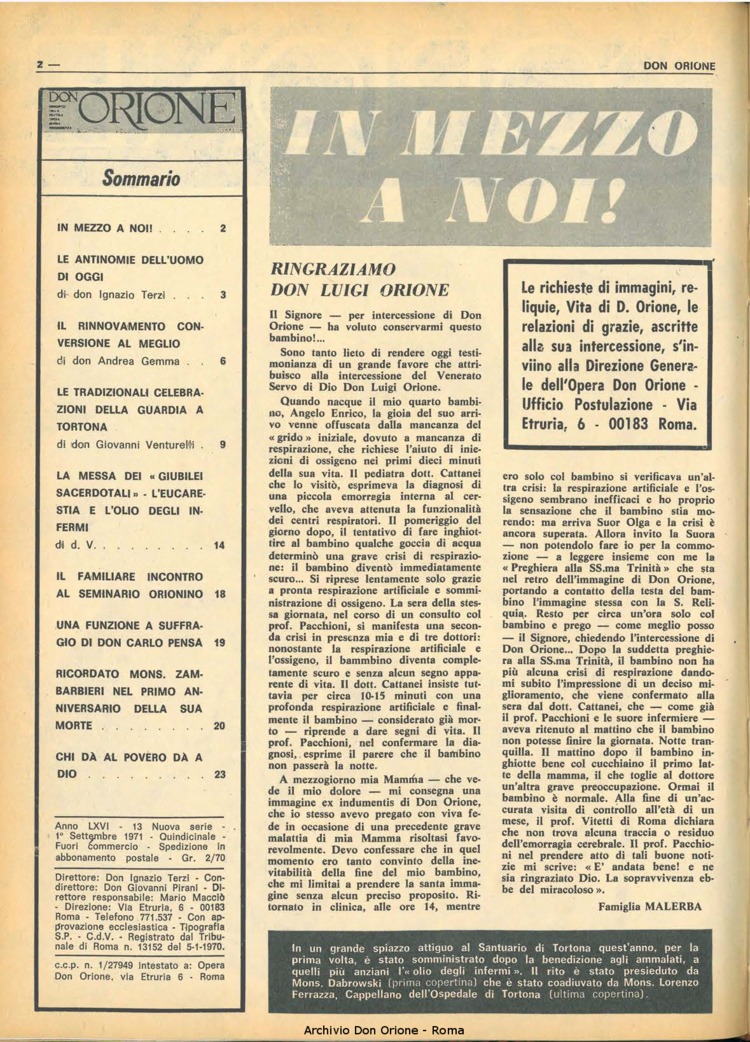 2 —
DON ORIONE
DON ORIONE
Sommario
IN MEZZO A NOI! . . . . 2
LE ANTINOMIE DELL'UOMO
DI OGGI
di don Ignazio Terzi . . . 3
IL RINNOVAMENTO CON-
VERSIONE AL MEGLIO
di don Andrea Gemma . . 6
LE TRADIZIONALI CELEBRA-
ZIONI DELLA GUARDIA A
TORTONA
di don Giovanni Venturelli . 9
LA MESSA DEI « GIUBILEI
SACERDOTALI » - L'EUCARE-
STIA E L'OLIO DEGLI IN-
FERMI
di d. V. . . . . . . . . 14
IL FAMILIARE INCONTRO
AL SEMINARIO ORIONINO 18
UNA FUNZIONE A SUFFRA-
GIO DI DON CARLO PENSA 19
RICORDATO MONS. ZAM-
BARBIERI NEL PRIMO AN-
NIVERSARIO DELLA SUA
MORTE . . . . . . . . 20
CHI DÀ AL POVERO DÀ A
DIO . . . . . . . . . 23
Anno LXVI - 13 Nuova serie -
1° Settembre 1971 - Quindicinale -
Fuori commercio - Spedizione in
abbonamento postale - Gr. 2/70
Direttore: Don Ignazio Terzi - Con-
direttore: Don Giovanni Pirani - Di-
rettore responsabile: Mario Macciò
- Direzione: Via Etruria, 6 - 00183
Roma - Telefono 771.537 - Con ap-
provazione ecclesiastica - Tipografia
S.P. - C.d.V. - Registrato dal Tribu-
nale di Roma n. 13152 del 5-1-1970.
c.c.p. n. 1/27949 intestato a: Opera
Don Orione, via Etruria 6 - Roma
IN MEZZO
A NOI!
RINGRAZIAMO
DON LUIGI ORIONE
Il Signore — per intercessione di Don
Orione — ha voluto conservarmi questo
bambino!...
Sono tanto lieto di rendere oggi testi-
monianza di un grande favore che attri-
buisco alla intercessione del Venerato
Servo di Dio Don Luigi Orione.
Quando nacque il mio quarto bambi-
no, Angelo Enrico, la gioia del suo arri-
vo venne offuscata dalla mancanza del
« grido » iniziale, dovuto a mancanza di
respirazione, che richiese l'aiuto di inie-
zioni di ossigeno nei primi dieci minuti
della sua vita. Il pediatra dott. Cattanei
che lo visitò, esprimeva la diagnosi di
una piccola emorragia interna al cer-
vello, che aveva attenuta la funzionalità
dei centri respiratori. Il pomeriggio del
giorno dopo, il tentativo di fare inghiot-
tire al bambino qualche goccia di acqua
determinò una grave crisi di respirazio-
ne: il bambino diventò immediatamente
scuro... Si riprese lentamente solo grazie
a pronta respirazione artificiale e sommi-
nistrazione di ossigeno. La sera della stes-
sa giornata, nel corso di un consulto col
prof. Pacchioni, si manifesta una secon-
da crisi in presenza mia e di tre dottori:
nonostante la respirazione artificiale e
l'ossigeno, il bammbino diventa comple-
tamente scuro e senza alcun segno appa-
rente di vita. Il dott. Cattanei insiste tut-
tavia per circa 10-15 minuti con una
profonda respirazione artificiale e final-
mente il bambino — considerato già mor-
to — riprende a dare segni di vita. Il
prof. Pacchioni, nel confermare la dia-
gnosi, esprime il parere che il bambino
non passerà la notte.
A mezzogiorno mia Mamma — che ve-
de il mio dolore — mi consegna una
immagine ex indumentis di Don Orione,
che io stesso avevo pregato con viva fe-
de in occasione di una precedente grave
malattia di mia Mamma risoltasi favo-
revolmente. Devo confessare che in quel
momento ero tanto convinto della ine-
vitabilità della fine del mio bambino,
che mi limitai a prendere la santa imma-
gine senza alcun preciso proposito. Ri-
tornato in clinica, alle ore 14, mentre
Le richieste di immagini, re-
liquie, Vita di D. Orione, le
relazioni di grazie, ascritte
alla sua intercessione, s'in-
viino alla Direzione Genera-
le dell'Opera Don Orione -
Ufficio Postulazione - Via
Etruria, 6 - 00183 Roma.
ero solo col bambino si verificava un'al-
tra crisi: la respirazione artificiale e l'os-
sigeno sembrano inefficaci e ho proprio
la sensazione che il bambino stia mo-
rendo: ma arriva Suor Olga e la crisi è
ancora superata. Allora invito la Suora
— non potendolo fare io per la commo-
zione — a leggere insieme con me la
« Preghiera alla SS.ma Trinità » che sta
nel retro dell'immagine di Don Orione,
portando a contatto della testa del bam-
bino l'immagine stessa con la S. Reli-
quia. Resto per circa un'ora solo col
bambino e prego — come meglio posso
— il Signore, chiedendo l'intercessione di
Don Orione... Dopo la suddetta preghie-
ra alla SS.ma Trinità, il bambino non ha
più alcuna crisi di respirazione dando-
mi subito l'impressione di un deciso mi-
glioramento, che viene confermato alla
sera dal dott. Cattanei, che — come già
il prof. Pacchioni e le suore infermiere —
aveva ritenuto al mattino che il bambino
non potesse finire la giornata. Notte tran-
quilla. Il mattino dopo il bambino in-
ghiotte bene col cucchiaino il primo lat-
te della mamma, il che toglie al dottore
un'altra grave preoccupazione. Ormai il
bambino è normale. Alla fine di un'ac-
curata visita di controllo all'età di un
mese, il prof. Vitetti di Roma dichiara
che non trova alcuna traccia o residuo
dell'emorragia cerebrale. Il prof. Pacchio-
ni nel prendere atto di tali buone noti-
zie mi scrive: « E' andata bene! e ne
sia ringraziato Dio. La sopravvivenza eb-
be del miracoloso ».
Famiglia MALERBA
In un grande spiazzo attiguo al Santuario di Tortona quest'anno, per la
prima volta, è stato somministrato dopo la benedizione agli ammalati, a
quelli più anziani l'« olio degli infermi ». Il rito è stato presieduto da
Mons. Dabrowski (prima copertina) che è stato coadiuvato da Mons. Lorenzo
Ferrazza, Cappellano dell'Ospedale di Tortona (ultima copertina).
Archivio Don Orione - Roma